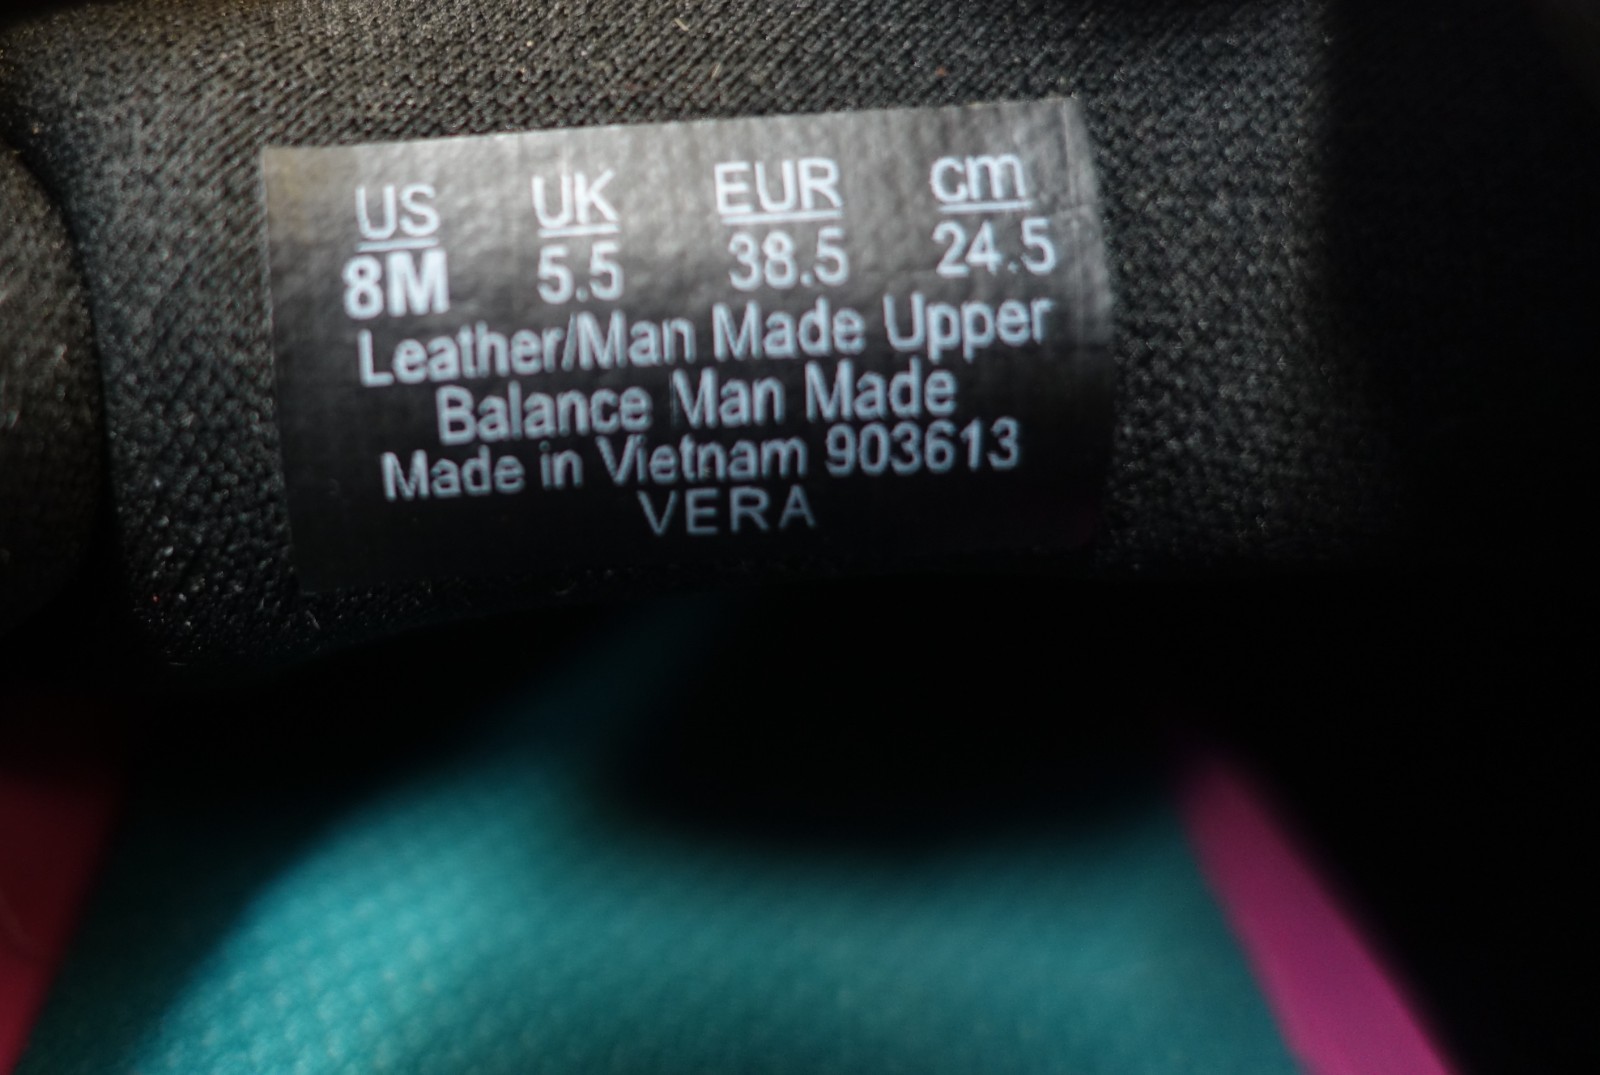 US UK EUR cm
8M 5.5 38.5 24.5
Leather/Man Made Upper
Balance Man Made
Made in Vietnam 903613
VERA